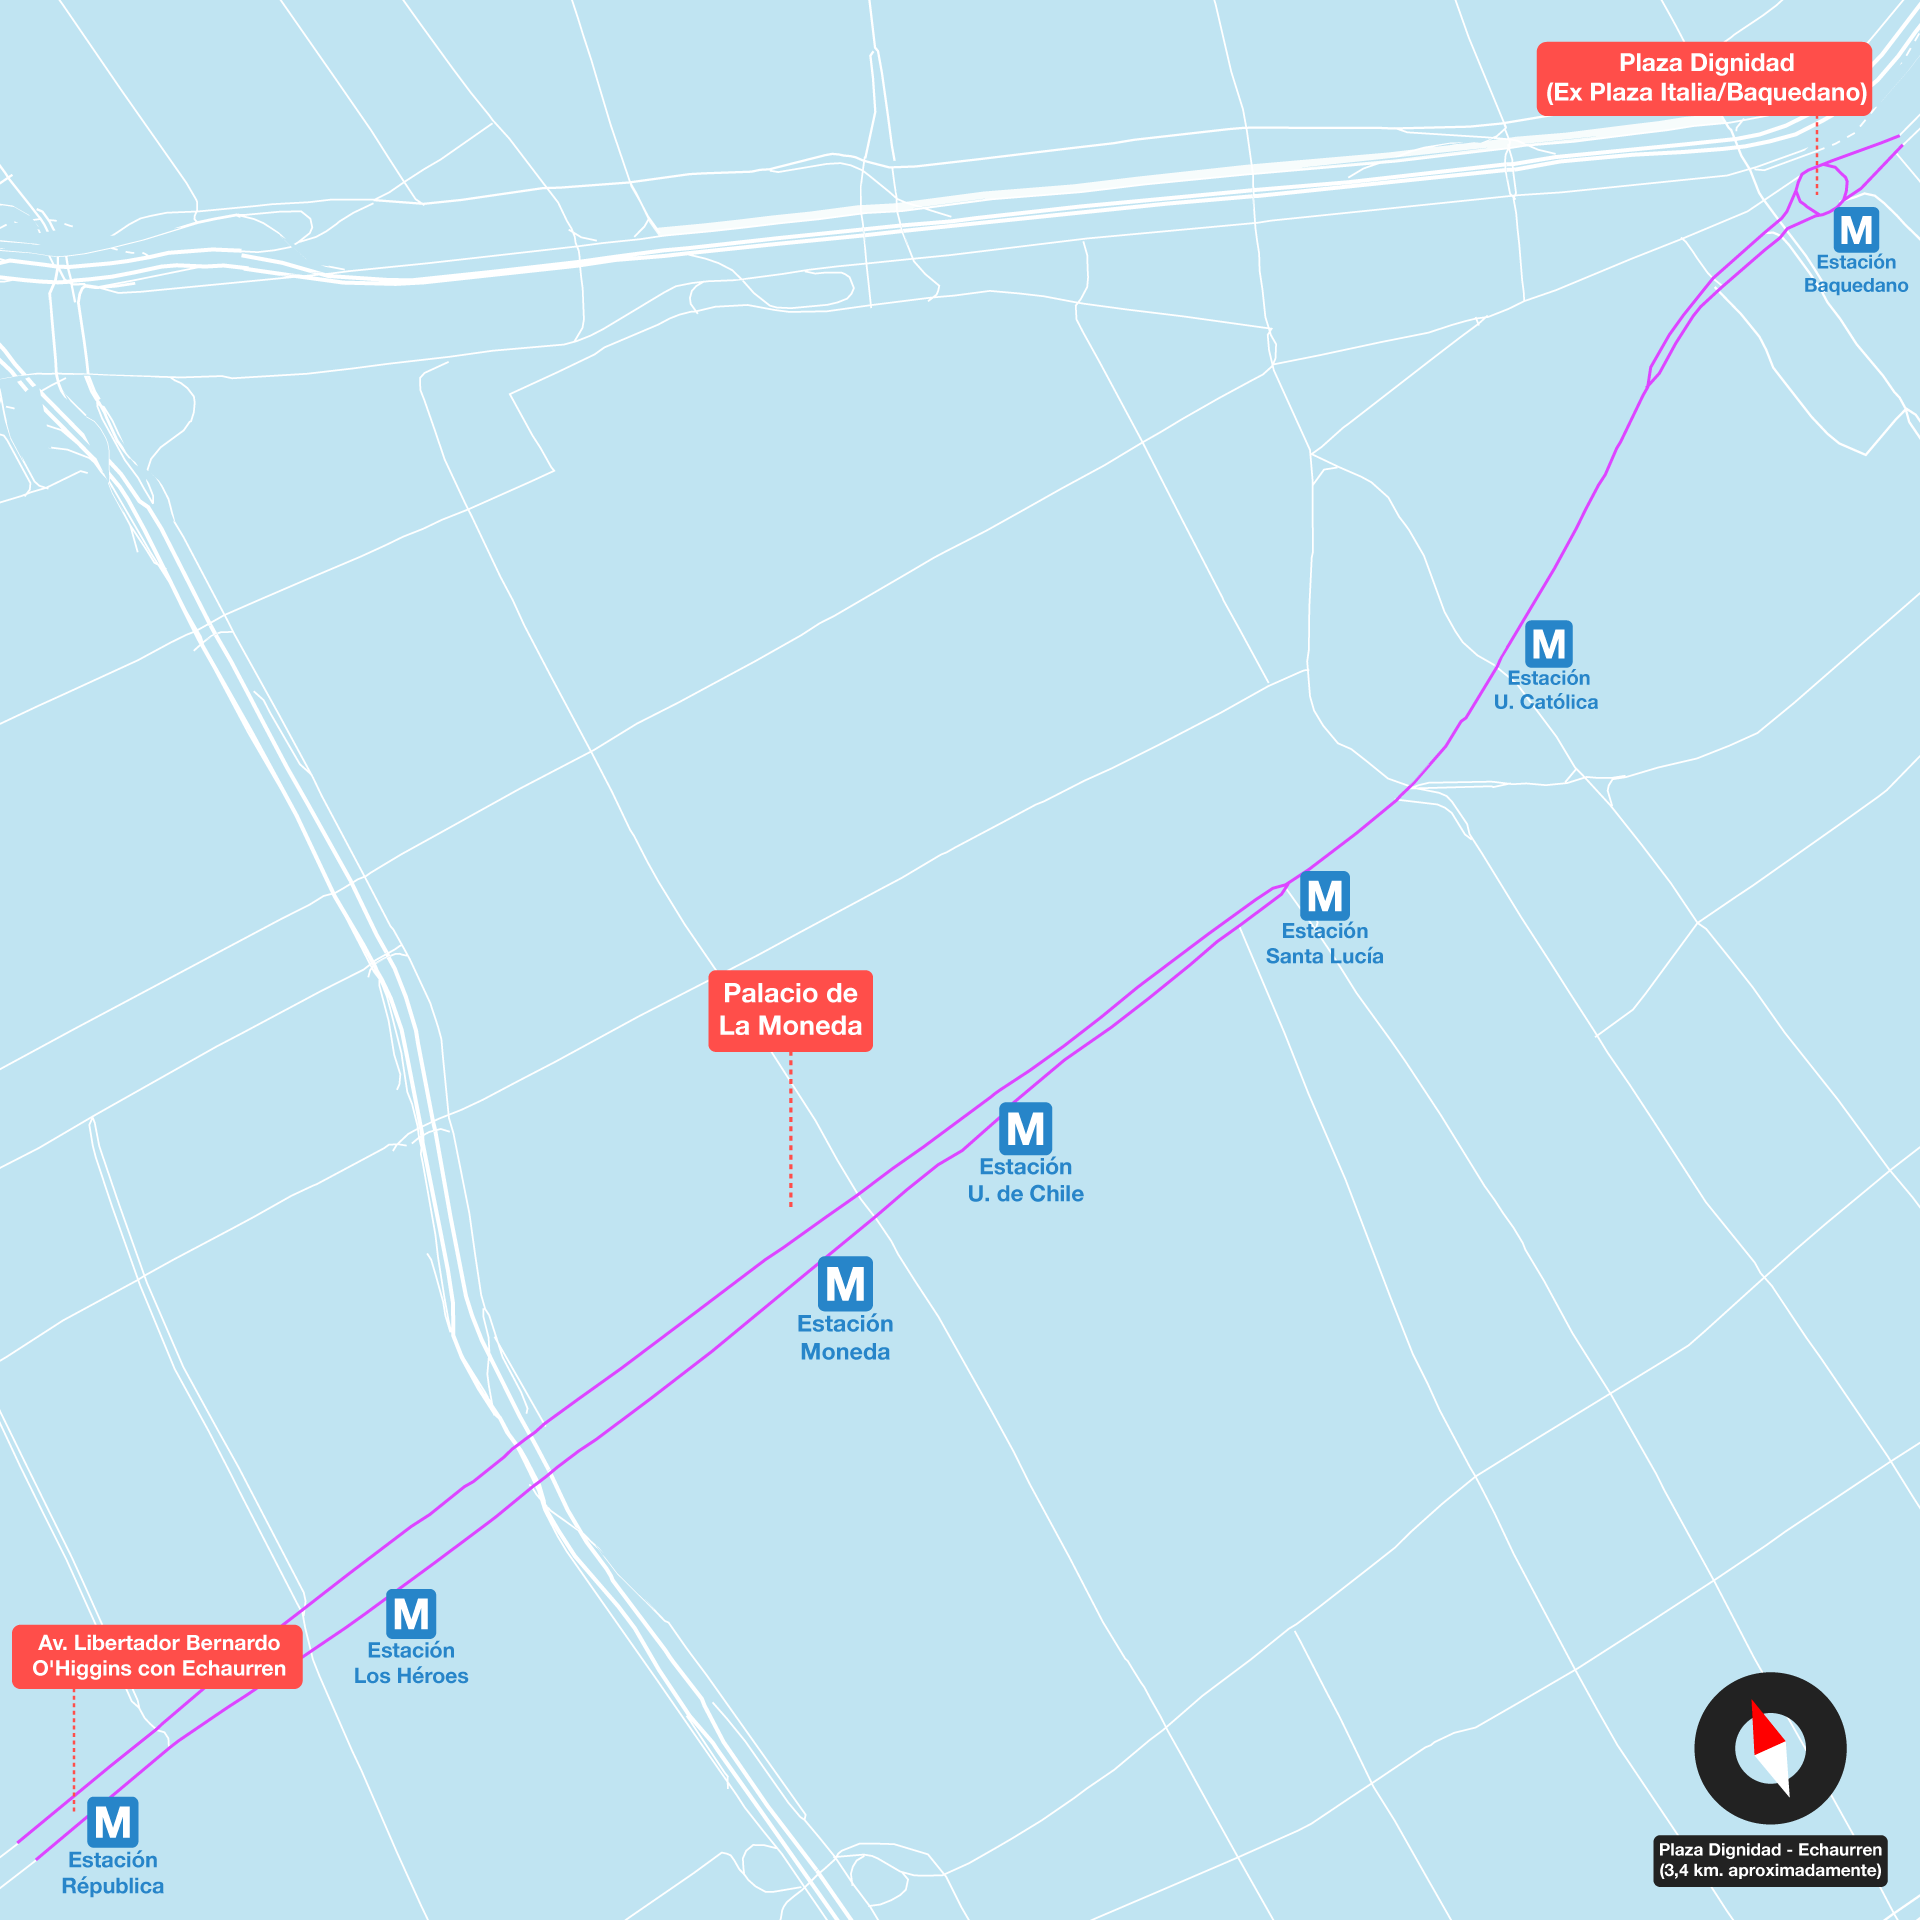 Plaza Dignidad
(Ex Plaza Italia/Baquedano)
M
Estación
Baquedano
M
Estación
U. Católica
M
Estación
Santa Lucía
Palacio de
La Moneda
M
Estación
U. de Chile
M
Estación
Moneda
M
Estación
Los Héroes
Av. Libertador Bernardo
O'Higgins con Echaurren
M
Estación
Républica
Plaza Dignidad - Echaurren
(3,4 km. aproximadamente)